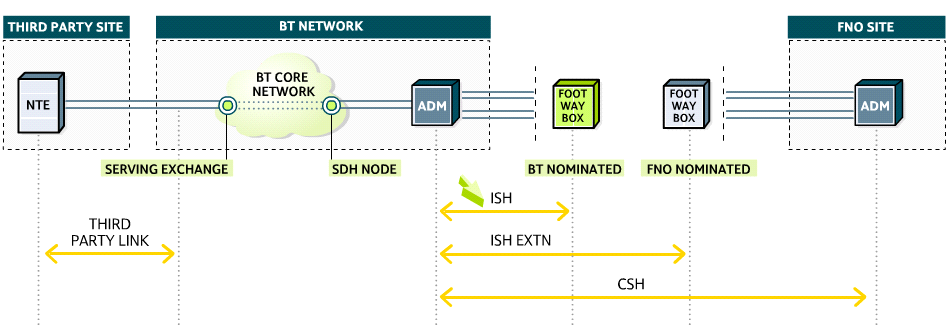 THIRD PARTY SITE
BT NETWORK
FNO SITE
NTE
BT CORE
NETWORK
ADM
FOOT
WAY
BOX
FOOT
WAY
BOX
ADM
SERVING EXCHANGE
SDH NODE
BT NOMINATED
FNO NOMINATED
ISH
THIRD
PARTY LINK
ISH EXTN
CSH